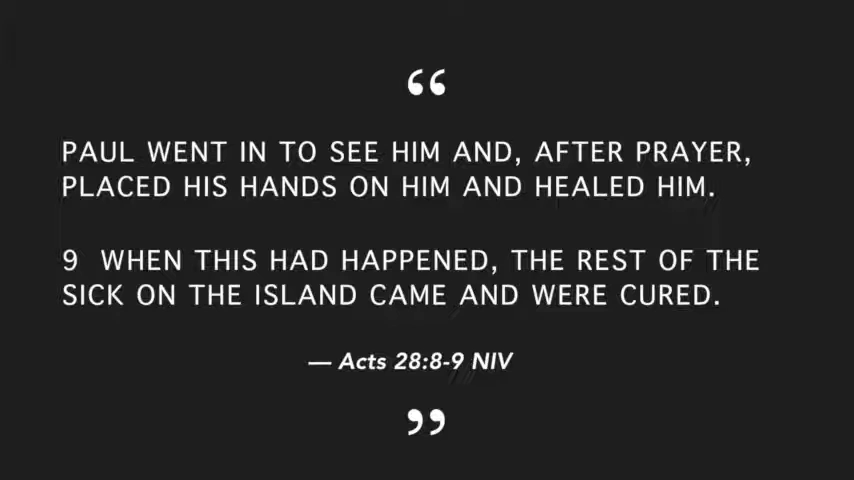 “
PAUL WENT IN TO SEE HIM AND, AFTER PRAYER,
PLACED HIS HANDS ON HIM AND HEALED HIM.
9 WHEN THIS HAD HAPPENED, THE REST OF THE
SICK ON THE ISLAND CAME AND WERE CURED.
— Acts 28:8-9 NIV
”